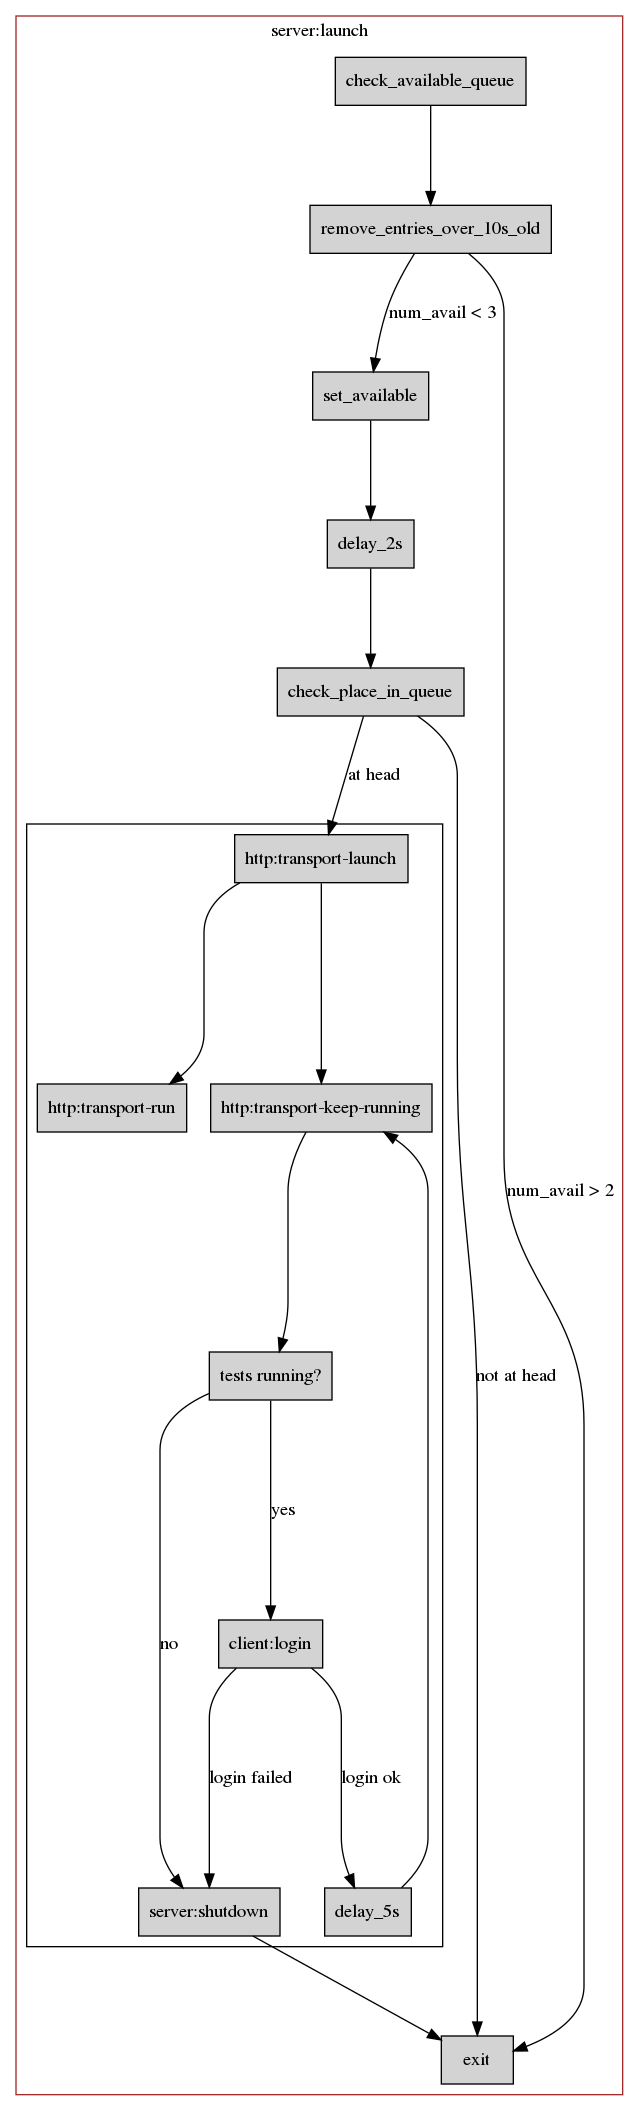 server:launch
check_available_queue
remove_entries_over_10s_old
num_avail < 3
set_available
delay_2s
check_place_in_queue
at head
http:transport-launch
http:transport-run
http:transport-keep-running
num_avail > 2
tests running?
not at head
yes
client:login
no
login failed
login ok
server:shutdown
delay_5s
exit